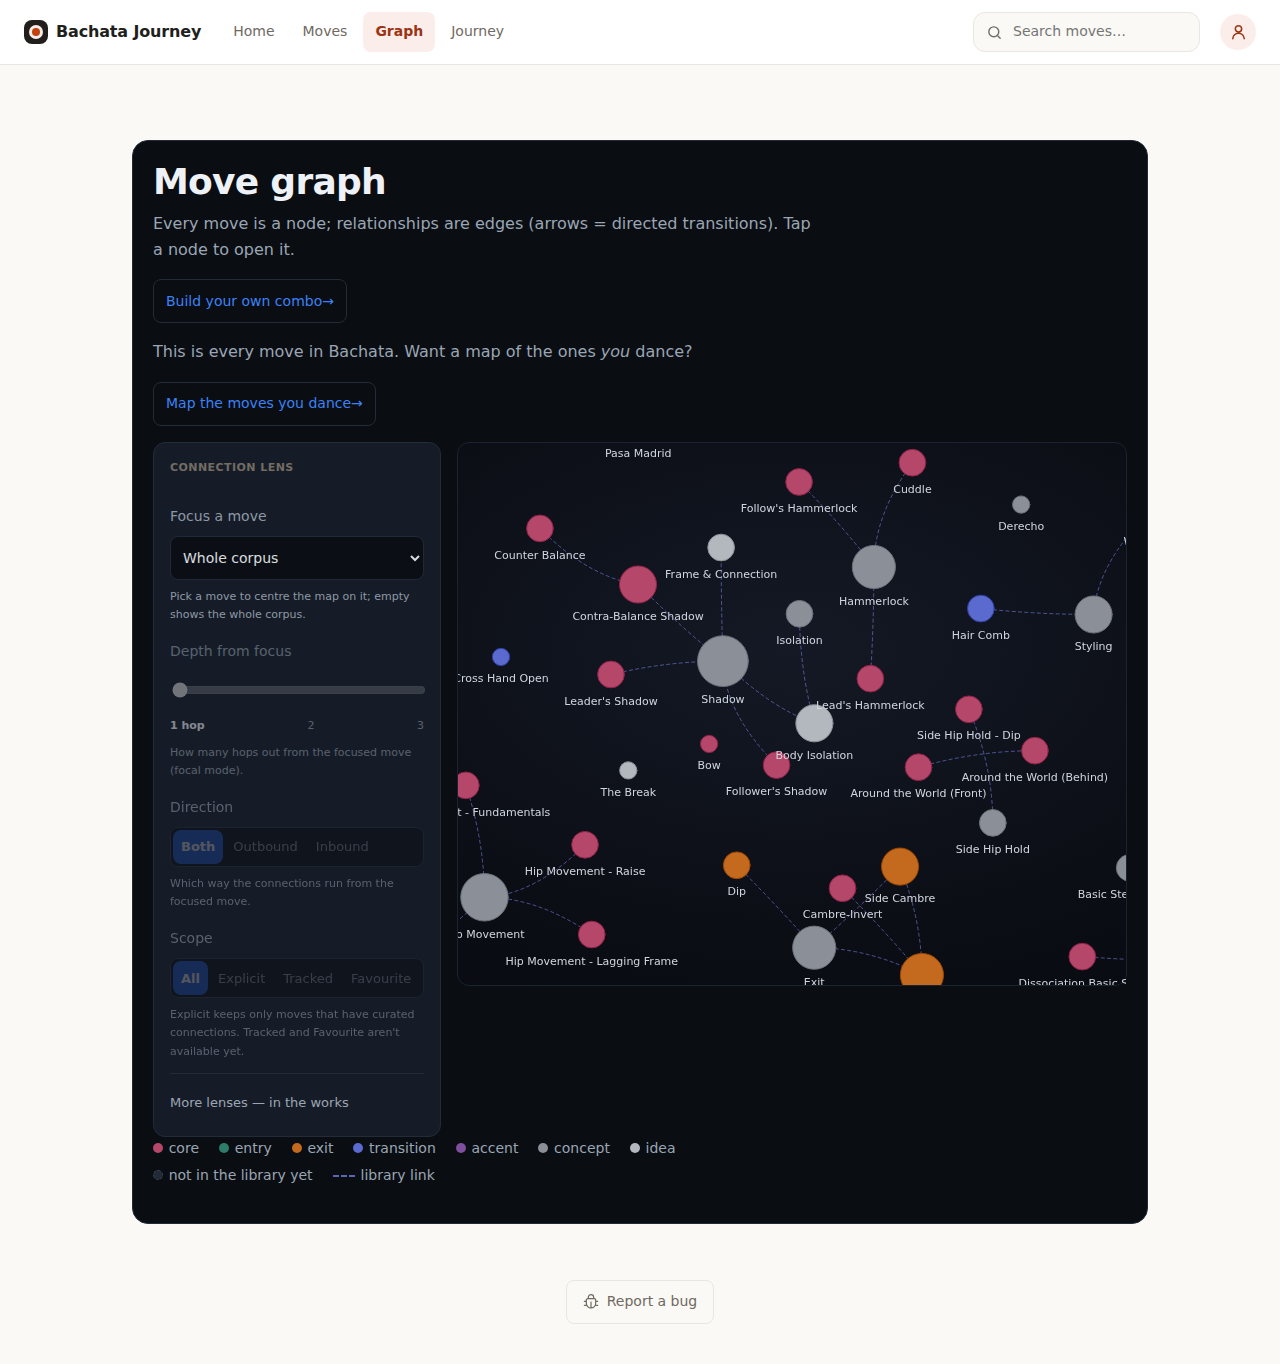 Bachata Journey
Home
Moves
Graph
Journey
Search moves...
Move graph
Every move is a node; relationships are edges (arrows = directed transitions). Tap
a node to open it.
Build your own combo→
This is every move in Bachata. Want a map of the ones you dance?
Map the moves you dance→
CONNECTION LENS
Focus a move
Whole corpus
Pick a move to centre the map on it; empty
shows the whole corpus.
Depth from focus
1 hop
2
3
How many hops out from the focused move
(focal mode).
Direction
Both
Outbound
Inbound
Which way the connections run from the
focused move.
Scope
All
Explicit
Tracked
Favourite
Explicit keeps only moves that have curated
connections. Tracked and Favourite aren't
available yet.
More lenses — in the works
Pasa Madrid
Cuddle
Follow's Hammerlock
Derecho
Counter Balance
Frame & Connection
Hammerlock
Contra-Balance Shadow
Isolation
Hair Comb
Styling
Cross Hand Open
Leader's Shadow
Shadow
Lead's Hammerlock
Side Hip Hold - Dip
Body Isolation
Bow
Around the World (Behind)
The Break
Follower's Shadow
Around the World (Front)
t - Fundamentals
Side Hip Hold
Hip Movement - Raise
Dip
Side Cambre
Basic Ste
Cambre-Invert
p Movement
Hip Movement - Lagging Frame
Exit
Dissociation Basic S
core
entry
exit
transition
accent
concept
idea
not in the library yet
library link
Report a bug